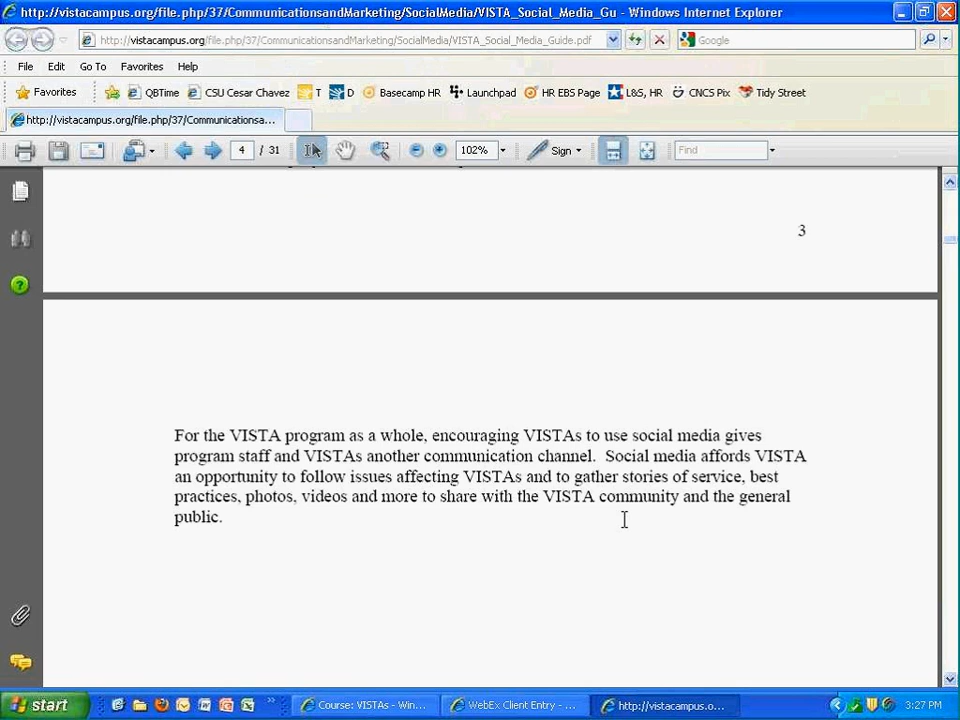 http://vistacampus.org/file.php/37/CommunicationsandMarketing/SocialMedia/VISTA_Social_Media_Gu - Windows Internet Explorer
http://vistacampus.org/file.php/37/CommunicationsandMarketing/SocialMedia/VISTA_Social_Media_Guide.pdf
Google
File Edit Go To Favorites Help
Favorites QBTime CSU Cesar Chavez T D Basecamp HR Launchpad HR EBS Page L&S, HR CNCS Pix Tidy Street
http://vistacampus.org/file.php/37/Communicationsa...
4 / 31 102% Sign Find
3
For the VISTA program as a whole, encouraging VISTAs to use social media gives
program staff and VISTAs another communication channel. Social media affords VISTA
an opportunity to follow issues affecting VISTAs and to gather stories of service, best
practices, photos, videos and more to share with the VISTA community and the general
public.
start Course: VISTAs - Win... WebEx Client Entry - ... http://vistacampus.o... 3:27 PM